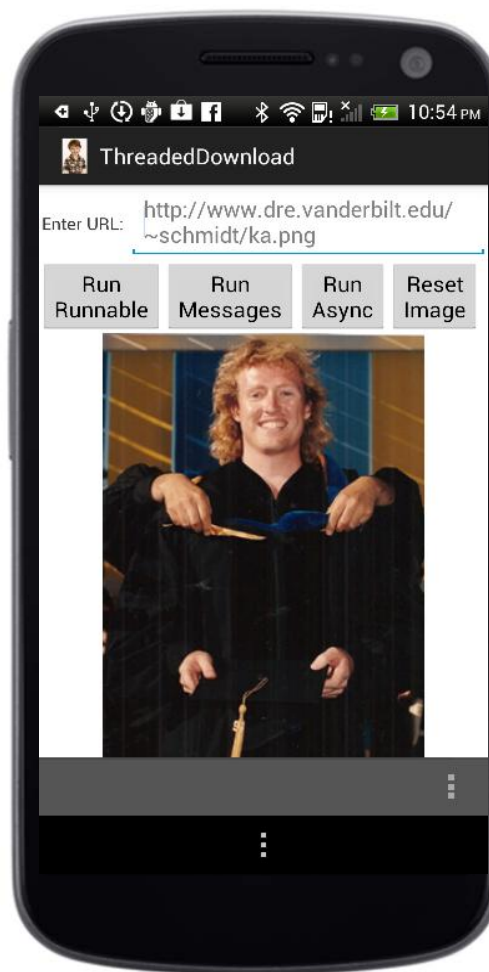 10:54 PM
ThreadedDownload
Enter URL:
http://www.dre.vanderbilt.edu/
~schmidt/ka.png
Run
Runnable
Run
Messages
Run
Async
Reset
Image